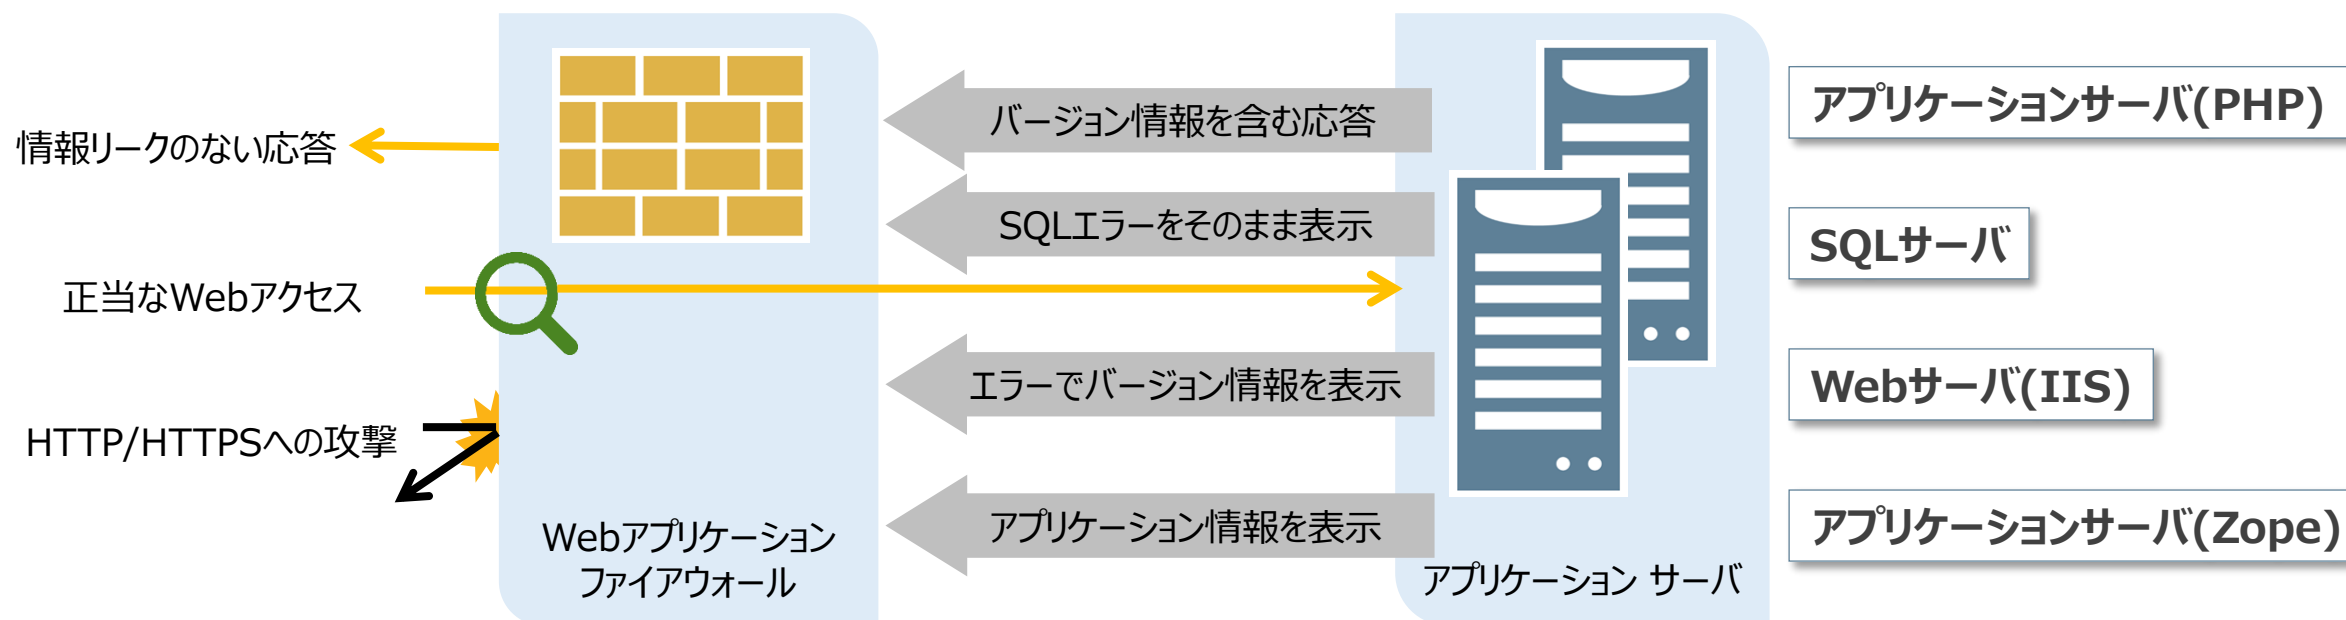 情報リークのない応答
正当なWebアクセス
HTTP/HTTPSへの攻撃
Webアプリケーション
ファイアウォール
バージョン情報を含む応答
SQLエラーをそのまま表示
エラーでバージョン情報を表示
アプリケーション情報を表示
アプリケーション サーバ
アプリケーションサーバ(PHP)
SQLサーバ
Webサーバ(IIS)
アプリケーションサーバ(Zope)